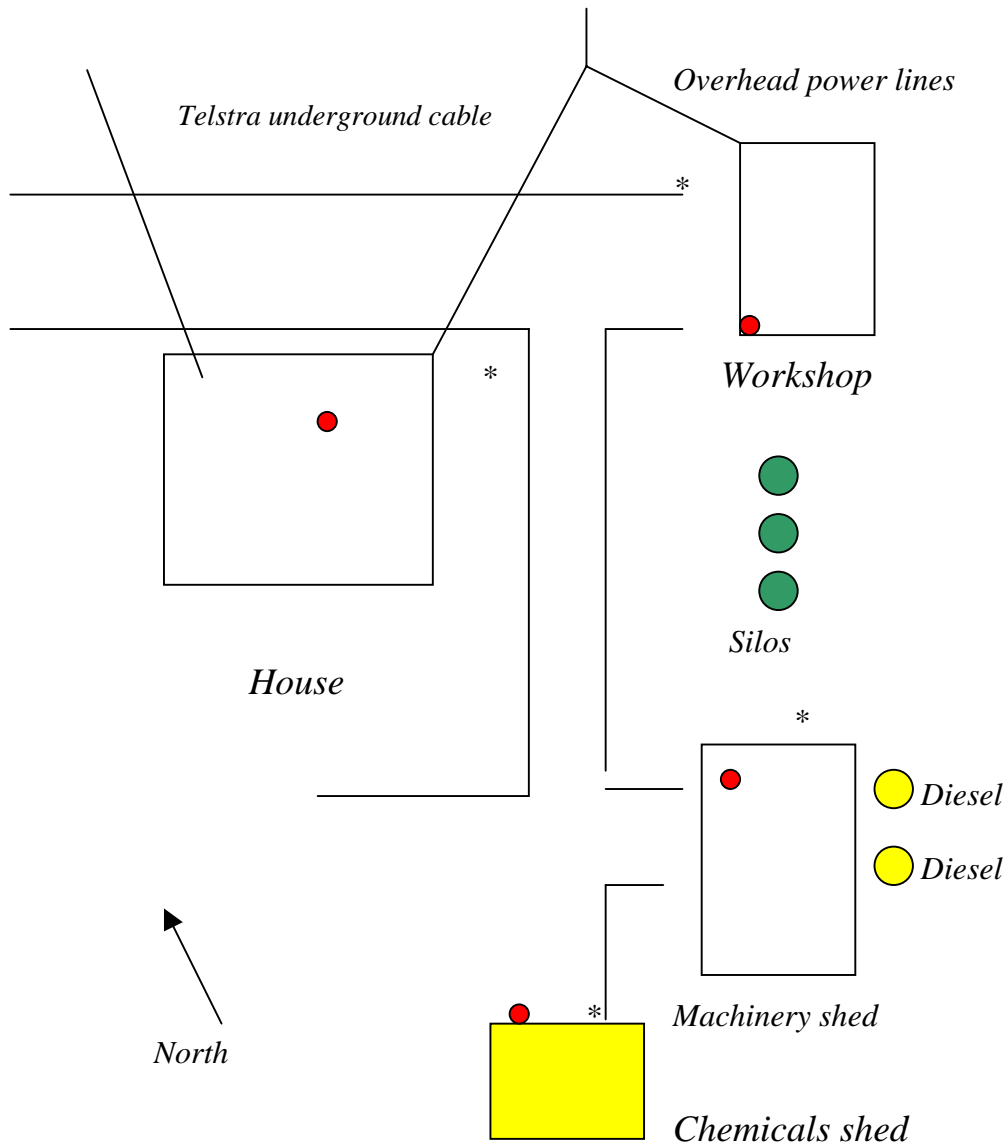 Overhead power lines
Telstra underground cable
*
*
Workshop
Silos
House
*
Diesel
Diesel
*
Machinery shed
North
Chemicals shed